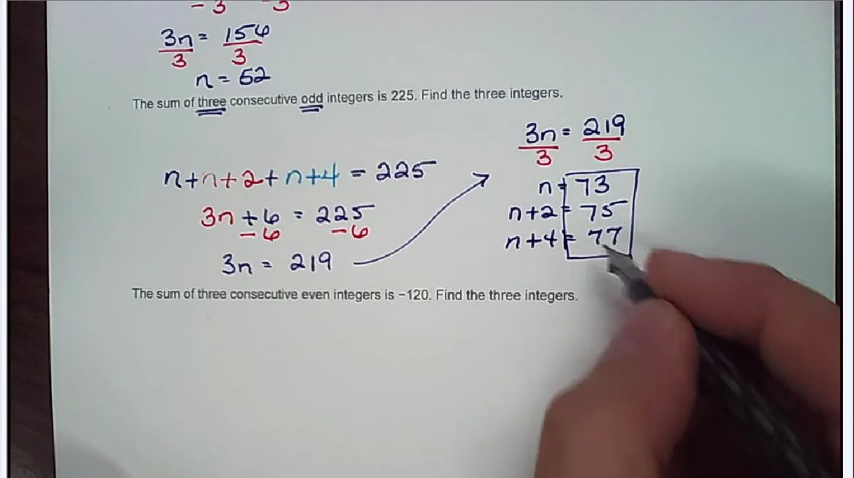 -3 -3
3n = 156
3 3
n = 52
The sum of three consecutive odd integers is 225. Find the three integers.
3n = 219
3 3
n+n+2+n+4 = 225
n = 73
3n + 6 = 225
n+2 = 75
-6 -6
n+4 = 77
3n = 219
The sum of three consecutive even integers is −120. Find the three integers.